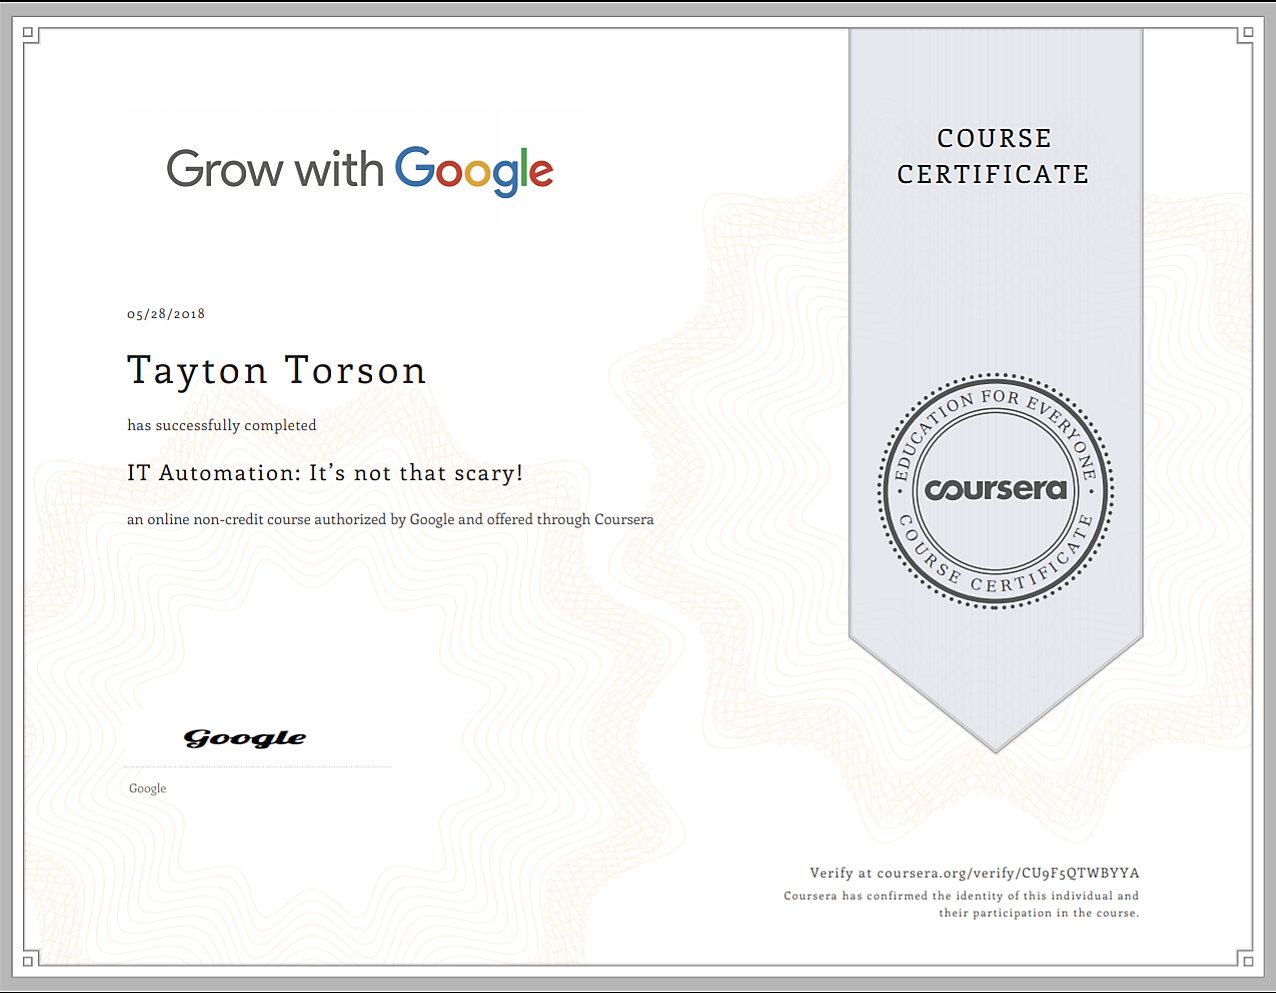 Grow with Google
COURSE
CERTIFICATE
05/28/2018
Tayton Torson
has successfully completed
IT Automation: It’s not that scary!
an online non-credit course authorized by Google and offered through Coursera
EDUCATION FOR EVERYONE
coursera
COURSE CERTIFICATE
Google
Google
Verify at coursera.org/verify/CU9F5QTWBYYA
Coursera has confirmed the identity of this individual and
their participation in the course.